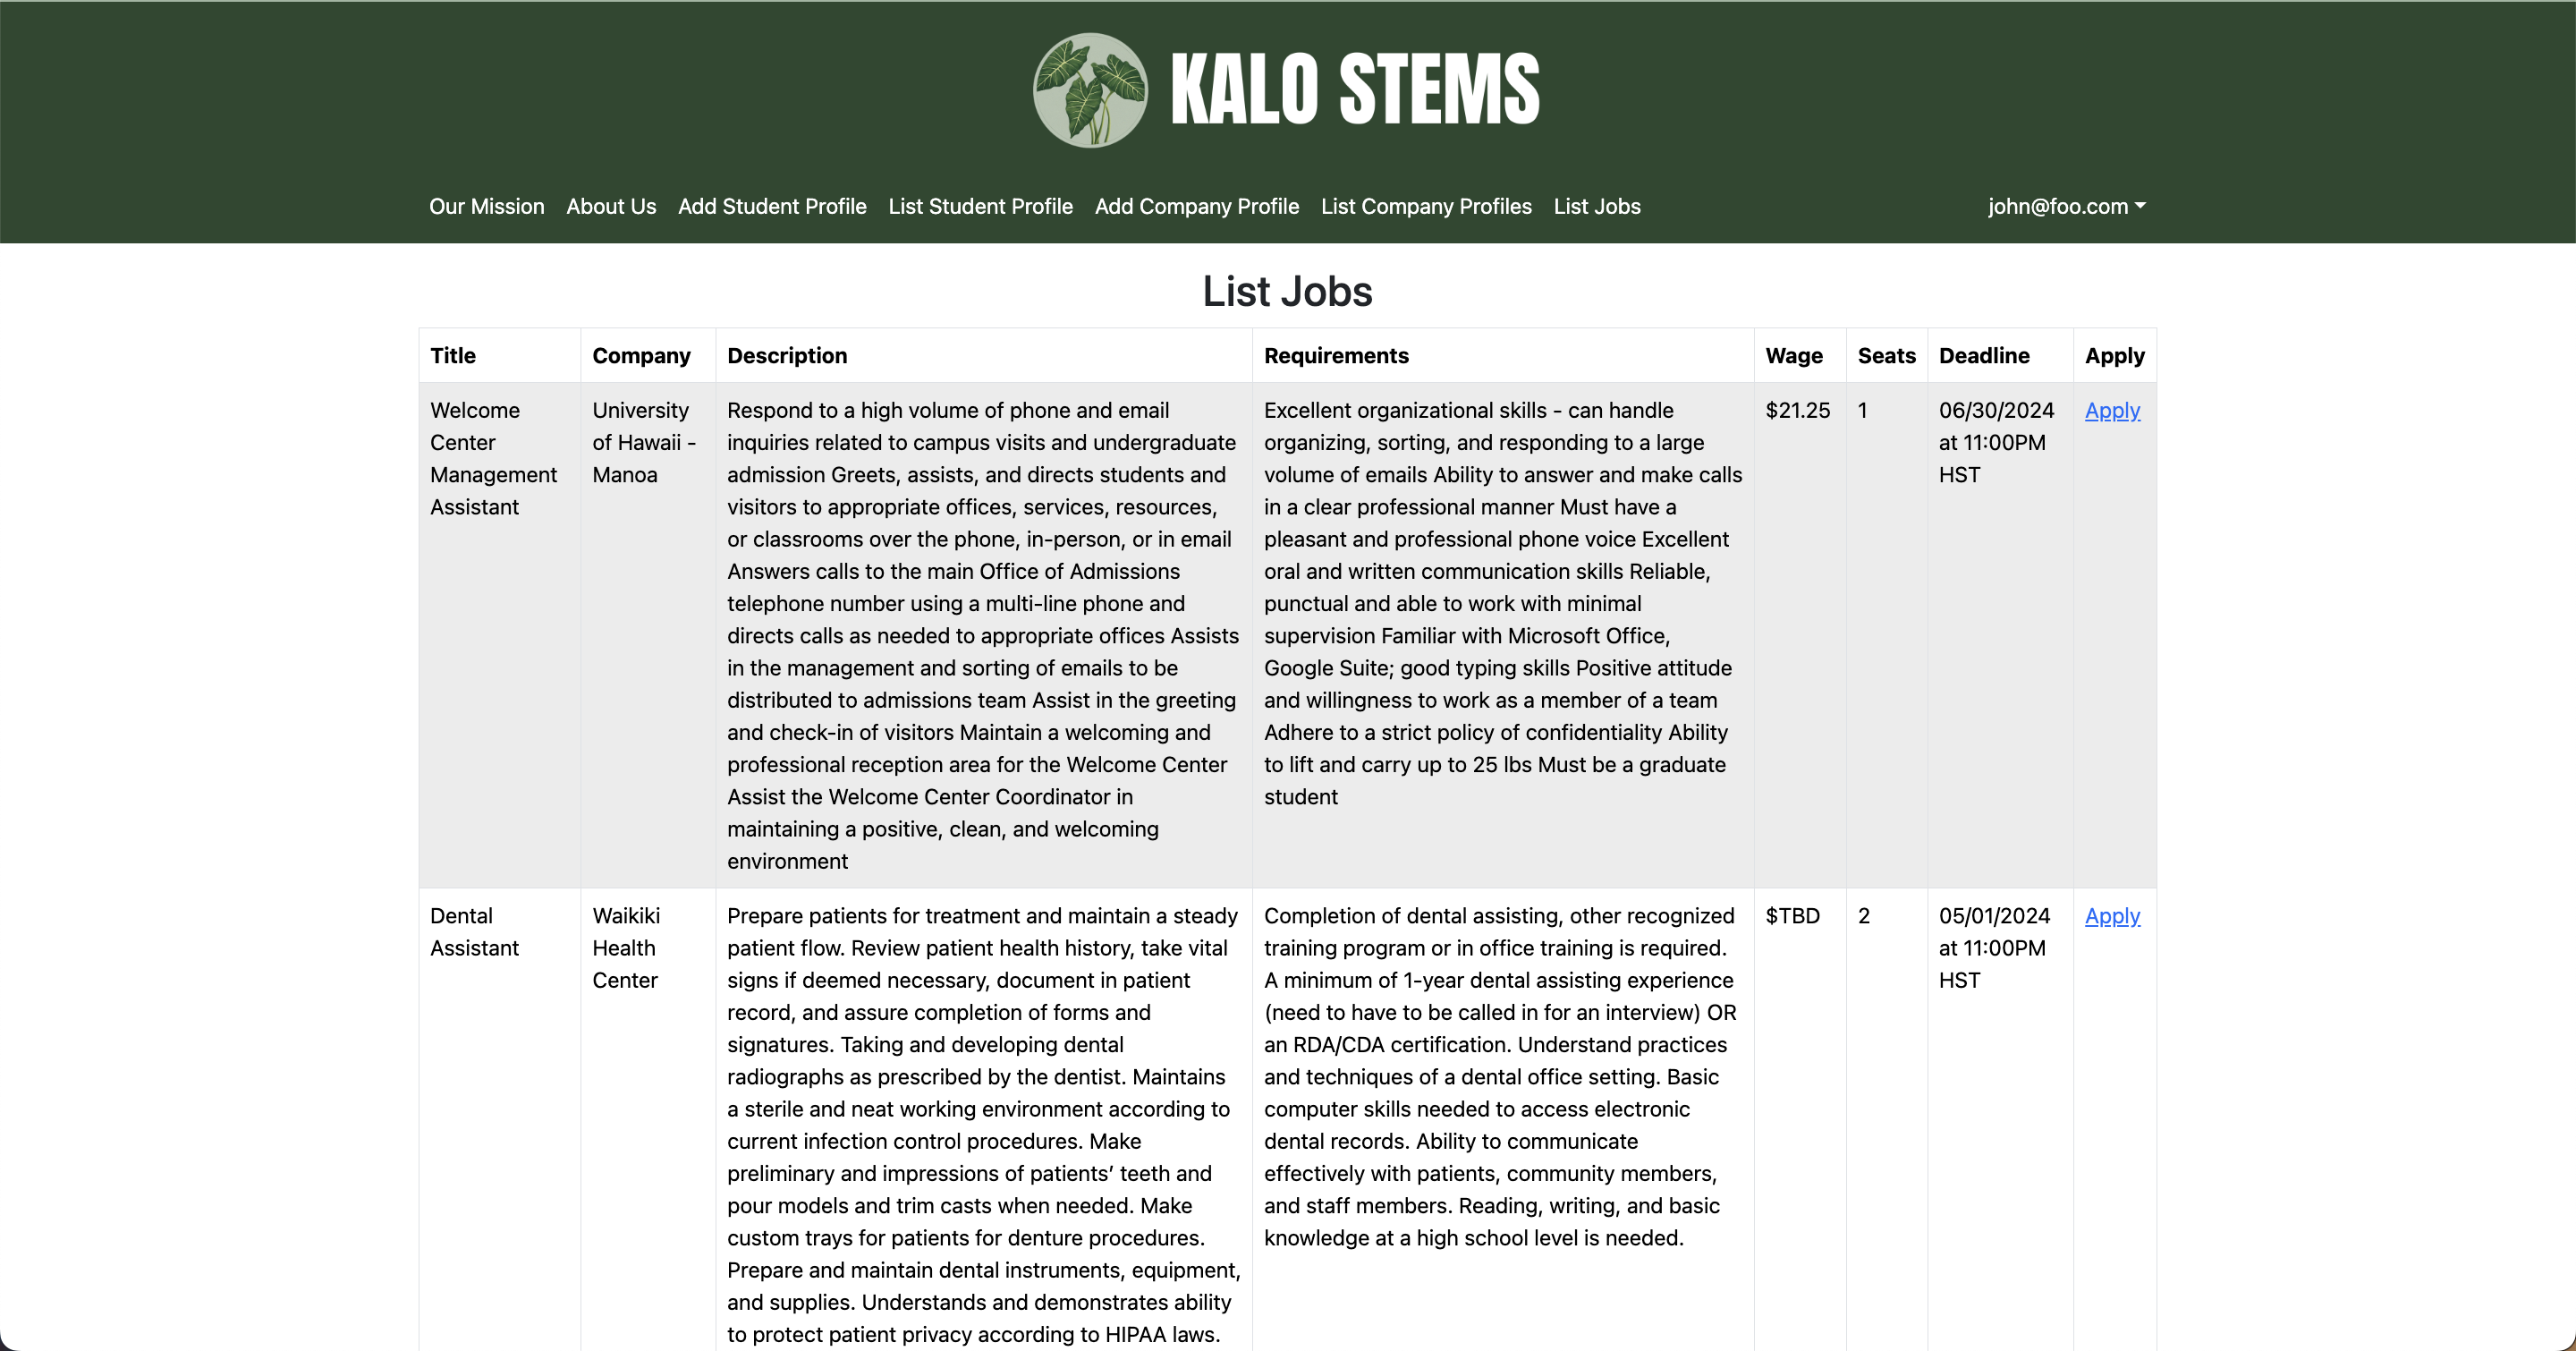 KALO STEMS
Our Mission About Us Add Student Profile List Student Profile Add Company Profile List Company Profiles List Jobs john@foo.com
List Jobs
Title Company Description Requirements Wage Seats Deadline Apply
Welcome
Center
Management
Assistant
University
of Hawaii -
Manoa
Respond to a high volume of phone and email
inquiries related to campus visits and undergraduate
admission Greets, assists, and directs students and
visitors to appropriate offices, services, resources,
or classrooms over the phone, in-person, or in email
Answers calls to the main Office of Admissions
telephone number using a multi-line phone and
directs calls as needed to appropriate offices Assists
in the management and sorting of emails to be
distributed to admissions team Assist in the greeting
and check-in of visitors Maintain a welcoming and
professional reception area for the Welcome Center
Assist the Welcome Center Coordinator in
maintaining a positive, clean, and welcoming
environment
Excellent organizational skills - can handle
organizing, sorting, and responding to a large
volume of emails Ability to answer and make calls
in a clear professional manner Must have a
pleasant and professional phone voice Excellent
oral and written communication skills Reliable,
punctual and able to work with minimal
supervision Familiar with Microsoft Office,
Google Suite; good typing skills Positive attitude
and willingness to work as a member of a team
Adhere to a strict policy of confidentiality Ability
to lift and carry up to 25 lbs Must be a graduate
student
$21.25
1
06/30/2024
at 11:00PM
HST
Apply
Dental
Assistant
Waikiki
Health
Center
Prepare patients for treatment and maintain a steady
patient flow. Review patient health history, take vital
signs if deemed necessary, document in patient
record, and assure completion of forms and
signatures. Taking and developing dental
radiographs as prescribed by the dentist. Maintains
a sterile and neat working environment according to
current infection control procedures. Make
preliminary and impressions of patients’ teeth and
pour models and trim casts when needed. Make
custom trays for patients for denture procedures.
Prepare and maintain dental instruments, equipment,
and supplies. Understands and demonstrates ability
to protect patient privacy according to HIPAA laws.
Completion of dental assisting, other recognized
training program or in office training is required.
A minimum of 1-year dental assisting experience
(need to have to be called in for an interview) OR
an RDA/CDA certification. Understand practices
and techniques of a dental office setting. Basic
computer skills needed to access electronic
dental records. Ability to communicate
effectively with patients, community members,
and staff members. Reading, writing, and basic
knowledge at a high school level is needed.
$TBD
2
05/01/2024
at 11:00PM
HST
Apply